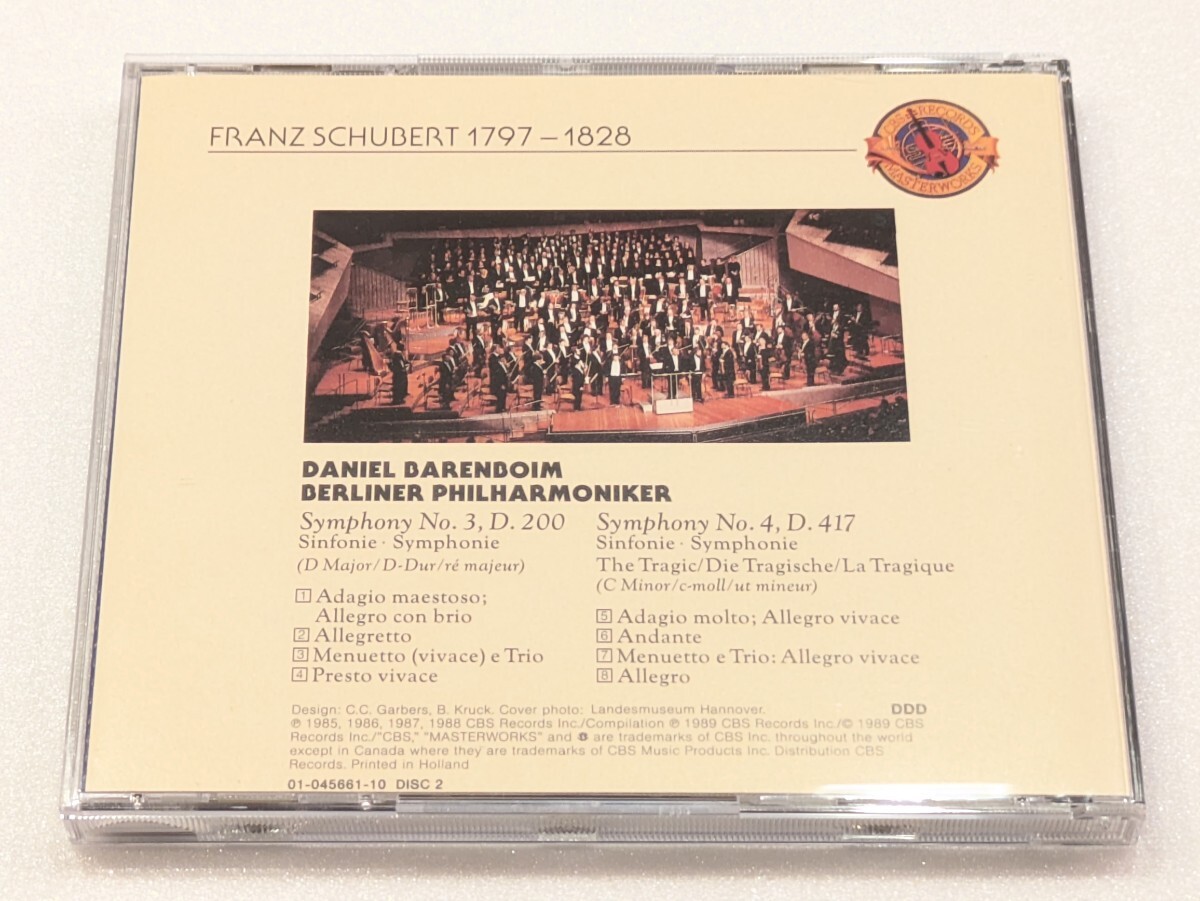 FRANZ SCHUBERT 1797 – 1828
CBS RECORDS
MASTERWORKS
DANIEL BARENBOIM
BERLINER PHILHARMONIKER
Symphony No. 3, D. 200
Sinfonie · Symphonie
(D Major/D-Dur/ré majeur)
1 Adagio maestoso;
Allegro con brio
2 Allegretto
3 Menuetto (vivace) e Trio
4 Presto vivace
Symphony No. 4, D. 417
Sinfonie · Symphonie
The Tragic/Die Tragische/La Tragique
(C Minor/c-moll/ut mineur)
5 Adagio molto; Allegro vivace
6 Andante
7 Menuetto e Trio: Allegro vivace
8 Allegro
Design: C.C. Garbers, B. Kruck. Cover photo: Landesmuseum Hannover.
DDD
℗ 1985, 1986, 1987, 1988 CBS Records Inc./Compilation ℗ 1989 CBS Records Inc./© 1989 CBS
Records Inc./"CBS," "MASTERWORKS" and are trademarks of CBS Inc. throughout the world
except in Canada where they are trademarks of CBS Music Products Inc. Distribution CBS
Records. Printed in Holland
01-045661-10 DISC 2